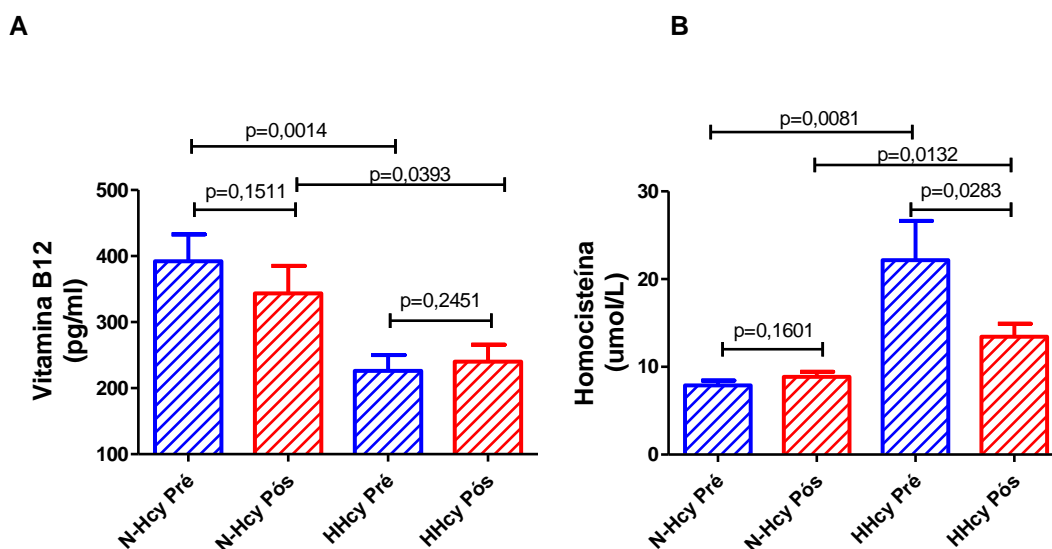 A
p=0,0014
p=0,0393
p=0,1511
p=0,2451
500
400
300
200
100
Vitamina B12
(pg/ml)
N-Hcy Pré
N-Hcy Pós
HHcy Pré
HHcy Pós
B
p=0,0081
p=0,0132
p=0,0283
p=0,1601
30
20
10
0
Homocisteína
(umol/L)
N-Hcy Pré
N-Hcy Pós
HHcy Pré
HHcy Pós